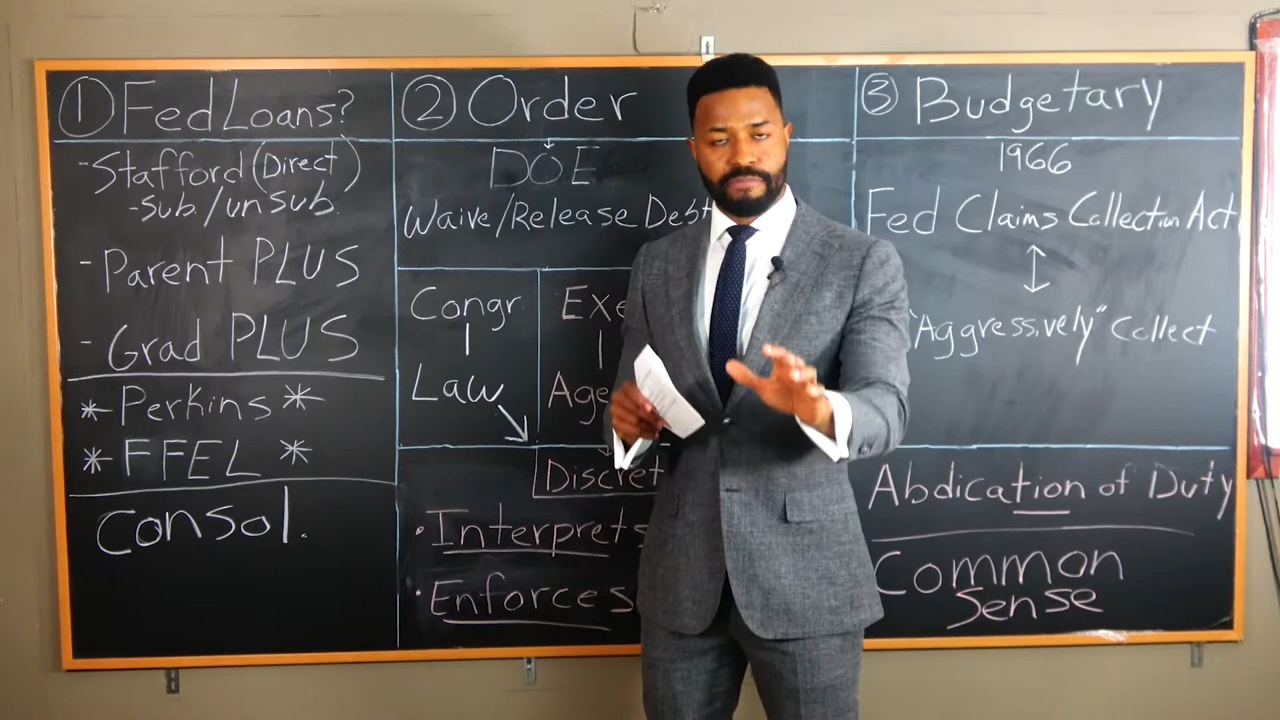 ① Fed Loans?
- Stafford (Direct)
- Sub. / unsub.
- Parent PLUS
- Grad PLUS
* Perkins *
* FFEL *
Consol.
② Order
DOE
Waive/Release Debt
Congr
Law
Exe
Age
Discret
· Interprets
· Enforces
③ Budgetary
1966
Fed Claims Collection Act
"Aggressively" Collect
Abdication of Duty
Common
Sense